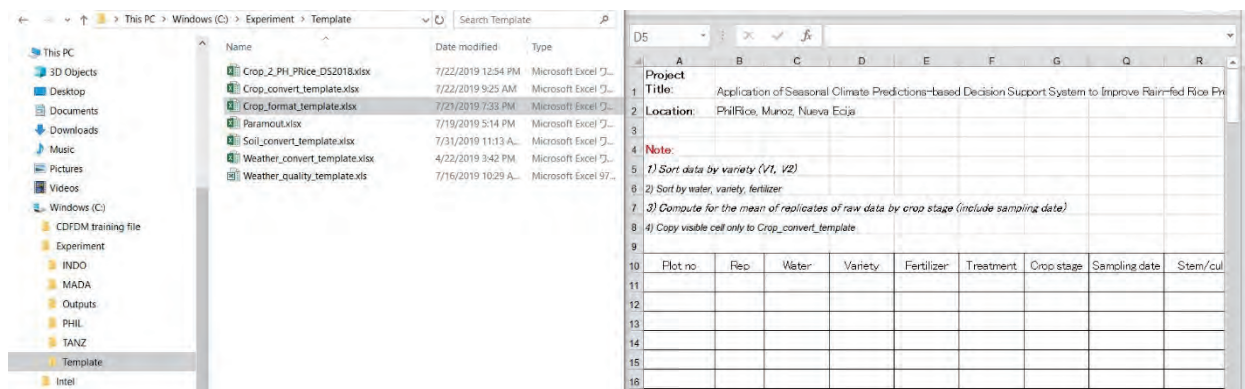 This PC > Windows (C:) > Experiment > Template
Search Template
This PC
3D Objects
Desktop
Documents
Downloads
Music
Pictures
Videos
Windows (C:)
CDFDM training file
Experiment
INDO
MADA
Outputs
PHIL
TANZ
Template
Intel
Name Date modified Type
Crop_2_PH_PRice_DS2018.xlsx 7/22/2019 12:54 PM Microsoft Excel ワ...
Crop_convert_template.xlsx 7/22/2019 9:25 AM Microsoft Excel ワ...
Crop_format_template.xlsx 7/21/2019 7:33 PM Microsoft Excel ワ...
Paramout.xlsx 7/19/2019 5:14 PM Microsoft Excel ワ...
Soil_convert_template.xlsx 7/31/2019 11:13 A... Microsoft Excel ワ...
Weather_convert_template.xlsx 4/22/2019 3:42 PM Microsoft Excel ワ...
Weather_quality_template.xls 7/16/2019 10:29 A... Microsoft Excel 97...
D5 fx
A B C D E F G Q R
1 Project Title: Application of Seasonal Climate Predictions-based Decision Support System to Improve Rain-fed Rice Pro
2 Location: PhilRice, Munoz, Nueva Ecija
3
4 Note:
5 1) Sort data by variety (V1, V2)
6 2) Sort by water, variety, fertilizer
7 3) Compute for the mean of replicates of raw data by crop stage (include sampling date)
8 4) Copy visible cell only to Crop_convert_template
9
10 Plot no Rep Water Variety Fertilizer Treatment Crop stage Sampling date Stem/cul
11
12
13
14
15
16